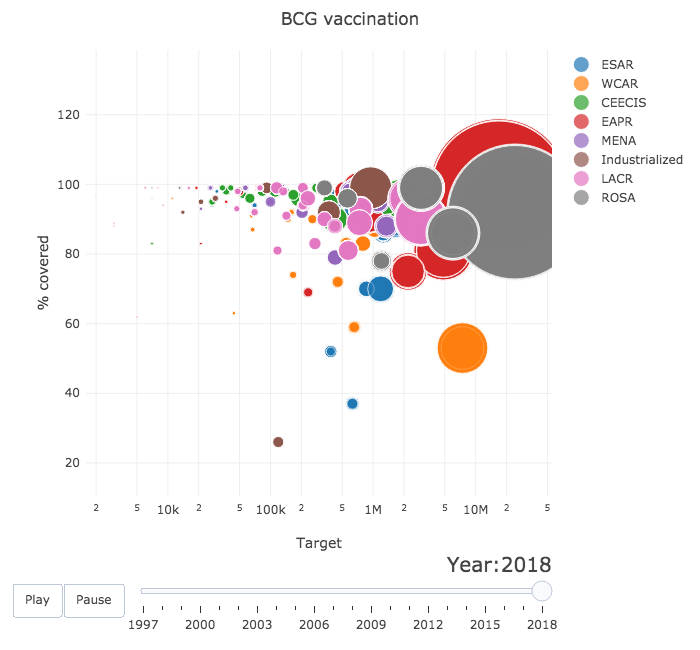 BCG vaccination
ESAR
WCAR
CEECIS
EAPR
MENA
Industrialized
LACR
ROSA
% covered
120
100
80
60
40
20
2 5 10k 2 5 100k 2 5 1M 2 5 10M 2 5
Target
Year:2018
Play Pause
1997 2000 2003 2006 2009 2012 2015 2018